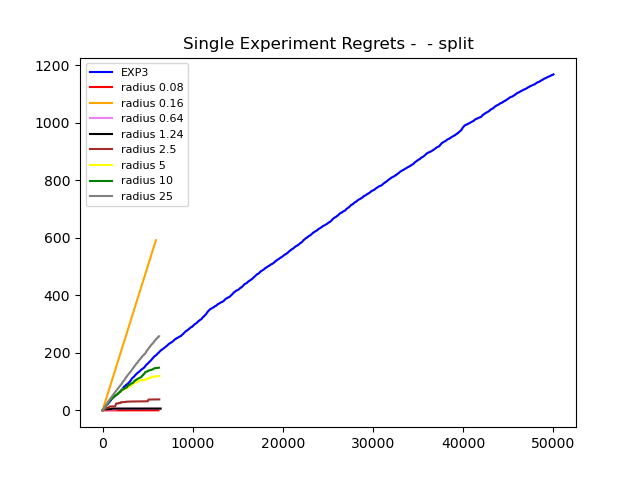 Single Experiment Regrets -  - split
EXP3
radius 0.08
radius 0.16
radius 0.64
radius 1.24
radius 2.5
radius 5
radius 10
radius 25
1200
1000
800
600
400
200
0
0 10000 20000 30000 40000 50000